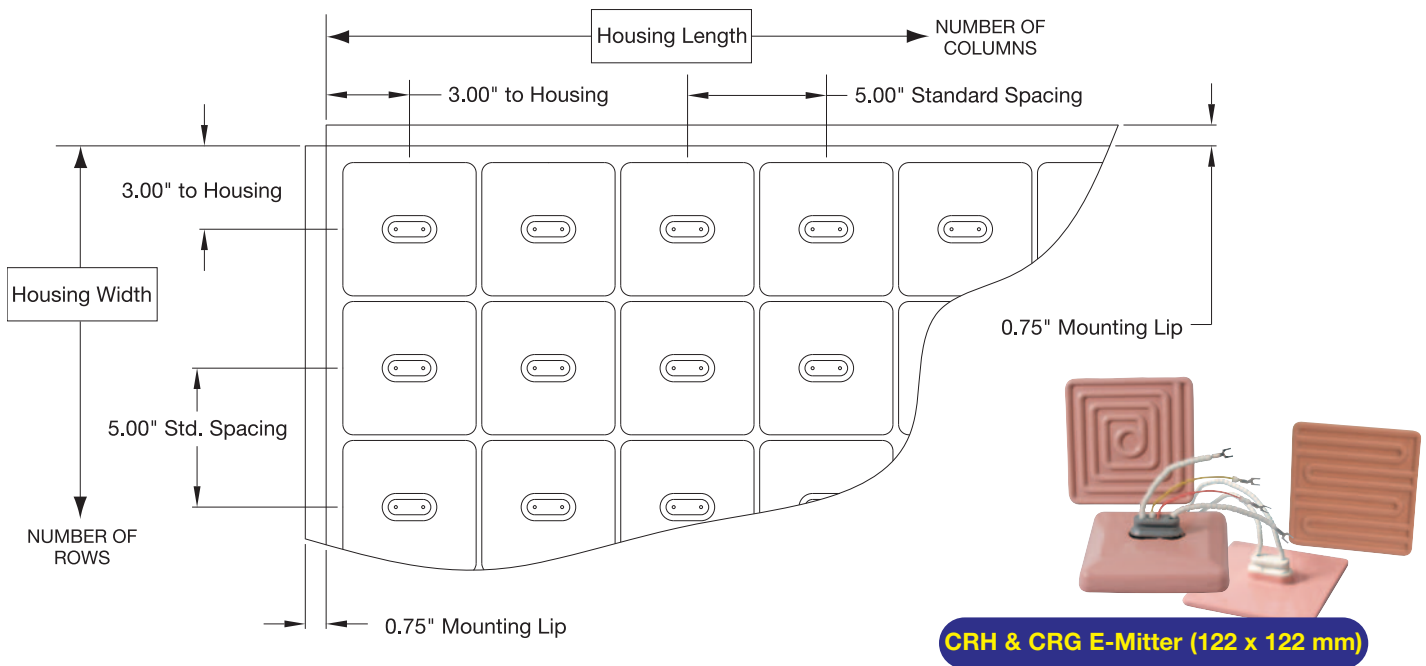 Housing Length
NUMBER OF
COLUMNS
3.00" to Housing
5.00" Standard Spacing
3.00" to Housing
Housing Width
0.75" Mounting Lip
5.00" Std. Spacing
NUMBER OF
ROWS
0.75" Mounting Lip
CRH & CRG E-Mitter (122 x 122 mm)